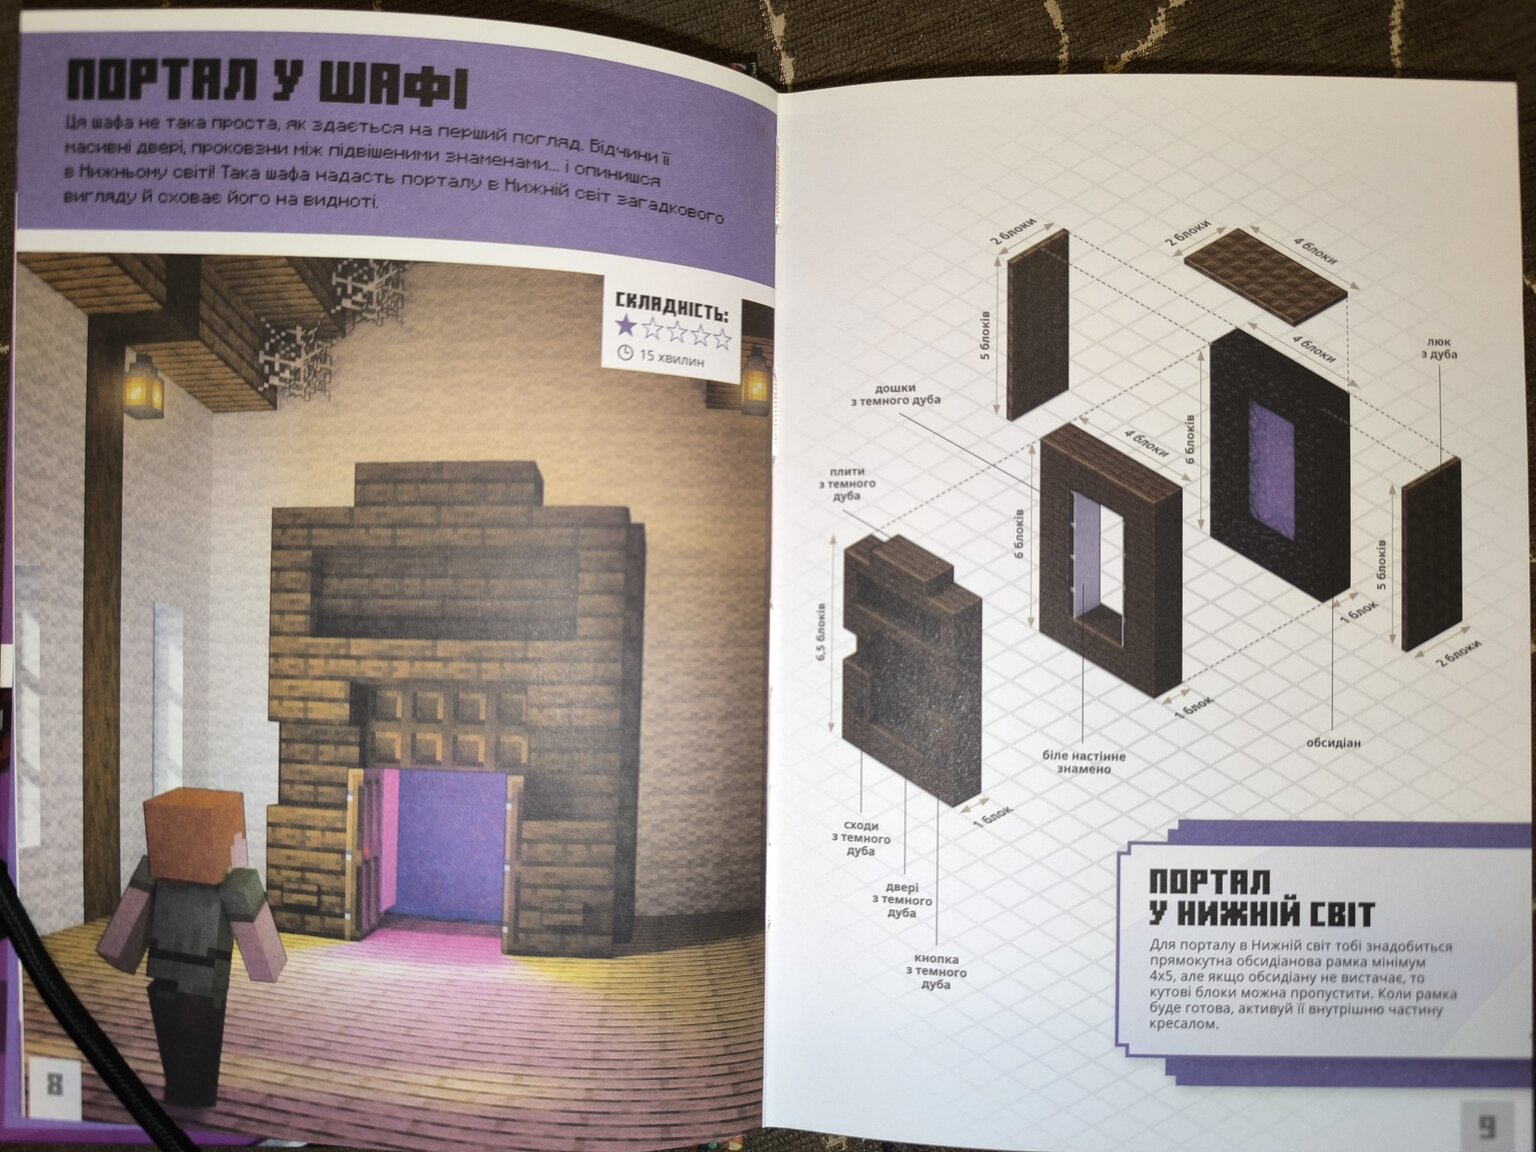 ПОРТАЛ У ШАФІ
Ця шафа не така проста, як здається на перший погляд. Відчини її
масивні двері, проковзни між підвішеними знаменами... і опинишся
в Нижньому світі! Така шафа надасть порталу в Нижній світ загадкового
вигляду й сховає його на видноті.
СКЛАДНІСТЬ:
15 ХВИЛИН
8
2 блоки
5 блоків
2 блоки
4 блоки
4 блоки
6 блоків
люк
з дуба
дошки
з темного дуба
4 блоки
6 блоків
плити
з темного
дуба
6,5 блоків
5 блоків
1 блок
2 блоки
1 блок
1 блок
обсидіан
біле настінне
знамено
сходи
з темного
дуба
двері
з темного
дуба
кнопка
з темного
дуба
ПОРТАЛ
У НИЖНІЙ СВІТ
Для порталу в Нижній світ тобі знадобиться
прямокутна обсидіанова рамка мінімум
4х5, але якщо обсидіану не вистачає, то
кутові блоки можна пропустити. Коли рамка
буде готова, активуй її внутрішню частину
кресалом.
9